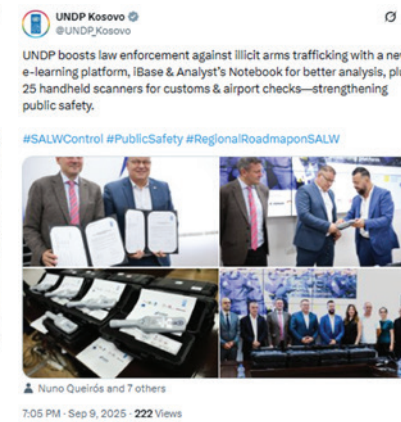 UNDP Kosovo
@UNDP_Kosovo
UNDP boosts law enforcement against illicit arms trafficking with a new
e-learning platform, iBase & Analyst's Notebook for better analysis, plu
25 handheld scanners for customs & airport checks—strengthening
public safety.
#SALWControl #PublicSafety #RegionalRoadmaponSALW
Nuno Queirós and 7 others
7:05 PM · Sep 9, 2025 · 222 Views